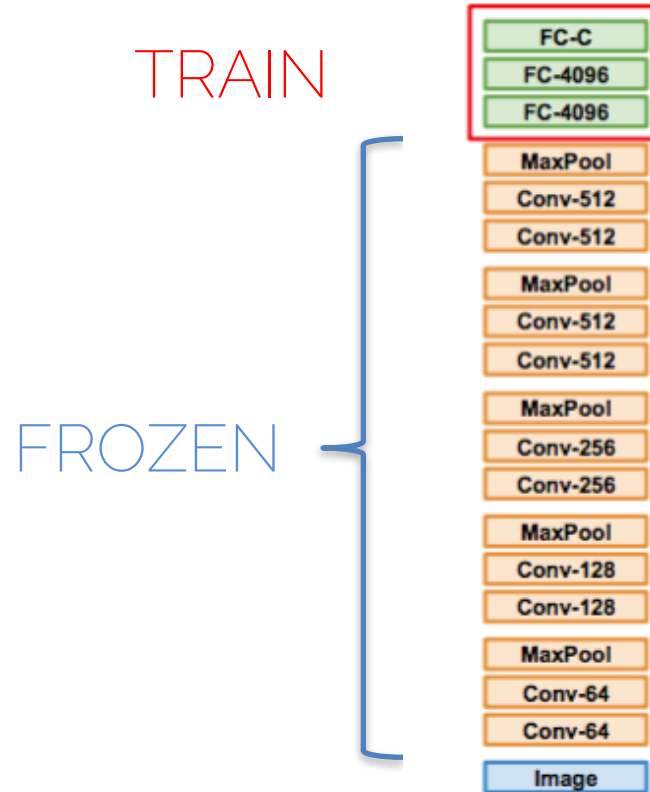 FC-C
TRAIN
FC-4096
FC-4096
MaxPool
Conv-512
Conv-512
MaxPool
Conv-512
Conv-512
MaxPool
FROZEN
Conv-256
Conv-256
MaxPool
Conv-128
Conv-128
MaxPool
Conv-64
Conv-64
Image